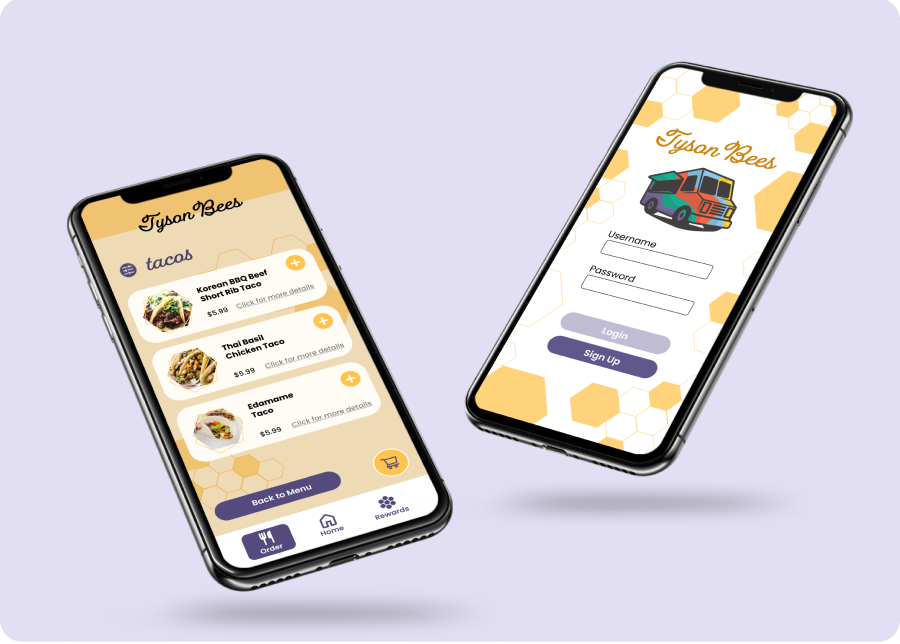 Tyson Bees
tacos
Korean BBQ Beef
Short Rib Taco
$5.99 Click for more details
Thai Basil
Chicken Taco
$5.99 Click for more details
Edamame
Taco
$5.99 Click for more details
Back to Menu
Order
Home
Rewards
Tyson Bees
Username
Password
Login
Sign Up